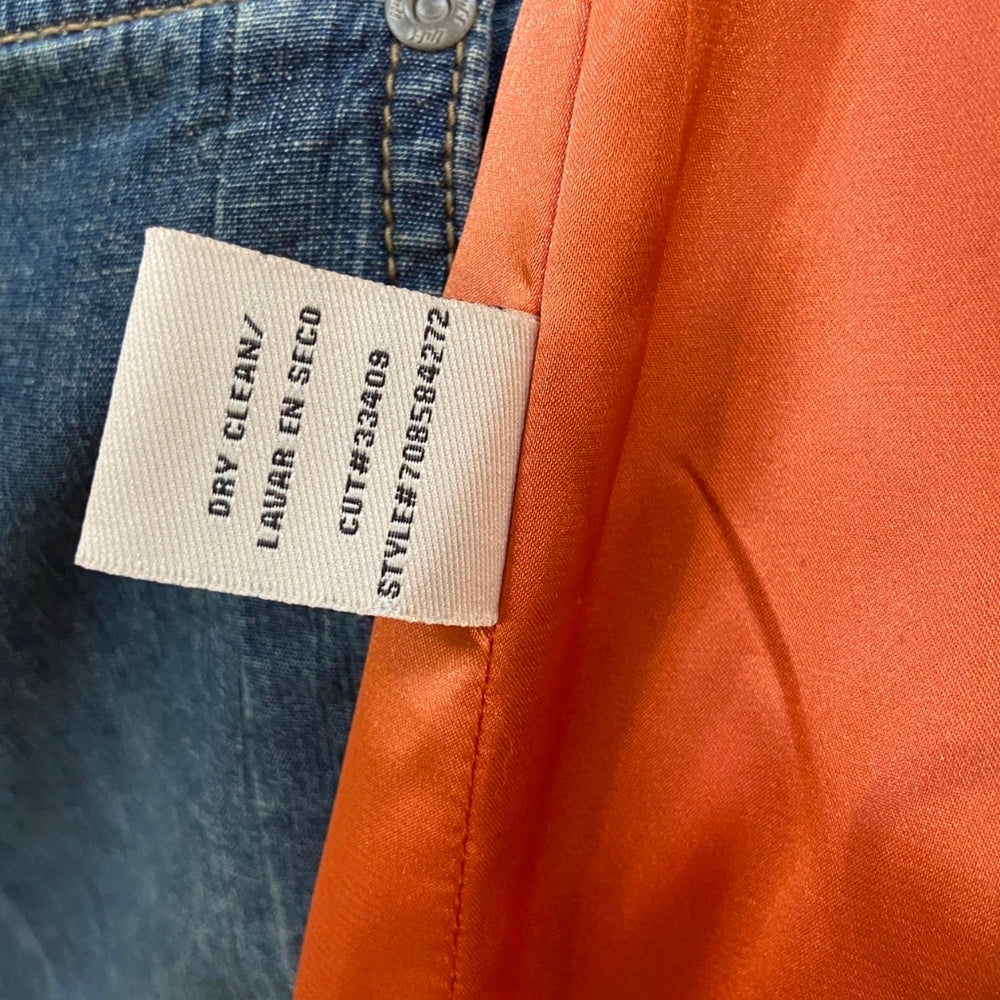 DRY CLEAN/
LAVAR EN SECO
CUT#33409
STYLE#708584272